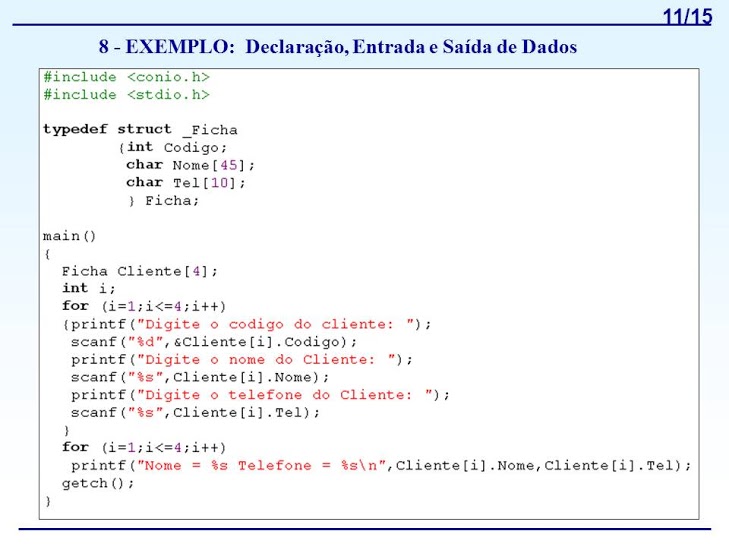 11/15
8 - EXEMPLO: Declaração, Entrada e Saída de Dados
#include <conio.h>
#include <stdio.h>
typedef struct _Ficha
{int Codigo;
char Nome[45];
char Tel[10];
} Ficha;
main()
{
Ficha Cliente[4];
int i;
for (i=1;i<=4;i++)
{printf("Digite o codigo do cliente: ");
scanf("%d",&Cliente[i].Codigo);
printf("Digite o nome do Cliente: ");
scanf("%s",Cliente[i].Nome);
printf("Digite o telefone do Cliente: ");
scanf("%s",Cliente[i].Tel);
}
for (i=1;i<=4;i++)
printf("Nome = %s Telefone = %s\n",Cliente[i].Nome,Cliente[i].Tel);
getch();
}